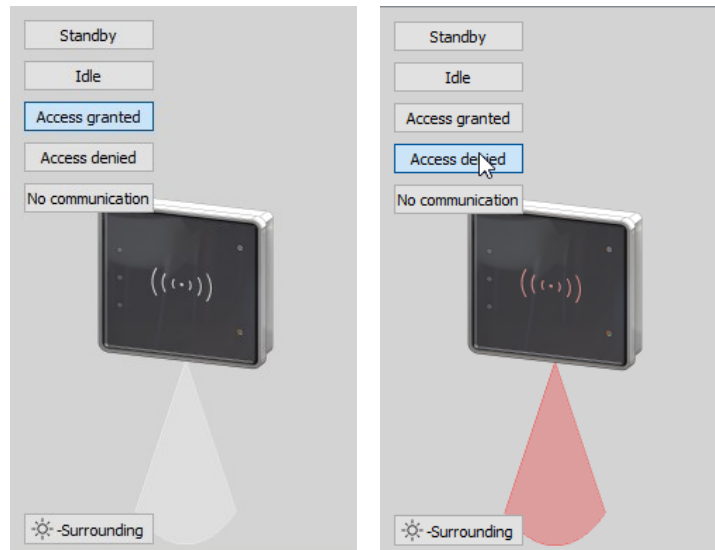 Standby
Idle
Access granted
Access denied
No communication
-Surrounding
Standby
Idle
Access granted
Access denied
No communication
-Surrounding